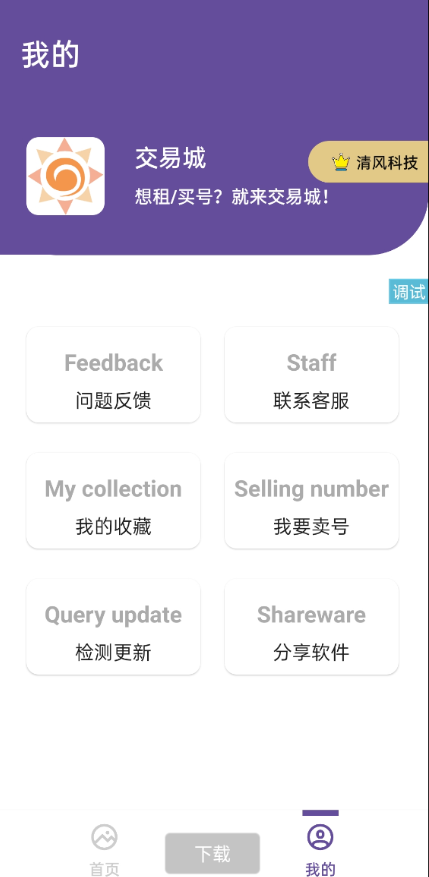 我的
交易城
清风科技
想租/买号？就来交易城！
调试
Feedback
问题反馈
Staff
联系客服
My collection
我的收藏
Selling number
我要卖号
Query update
检测更新
Shareware
分享软件
首页
下载
我的